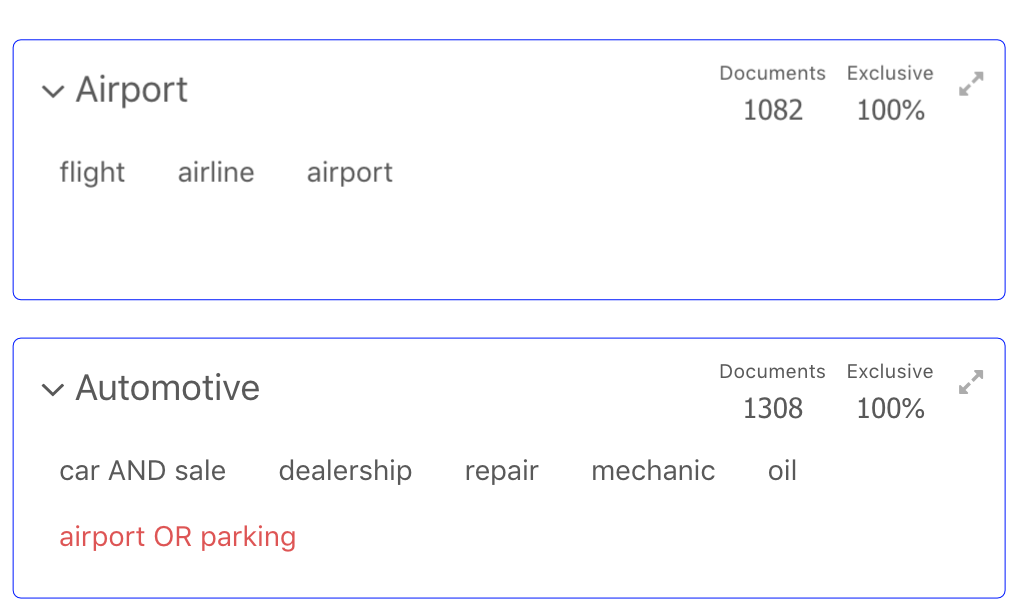 Airport
Documents Exclusive
1082 100%
flight airline airport
Automotive
Documents Exclusive
1308 100%
car AND sale dealership repair mechanic oil
airport OR parking